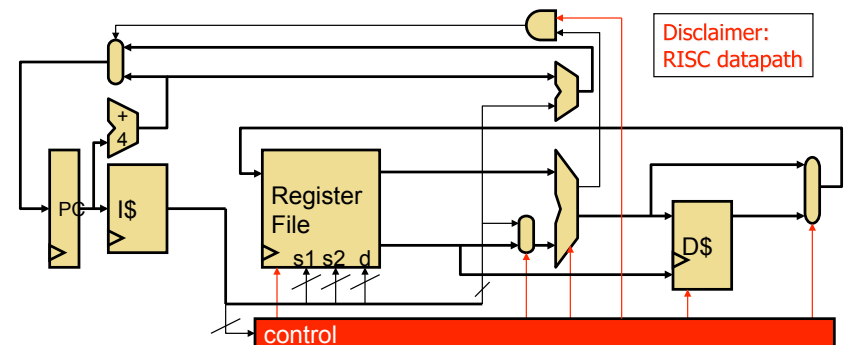 Disclaimer:
RISC datapath
+
4
PC
I$
Register
File
s1 s2 d
D$
control